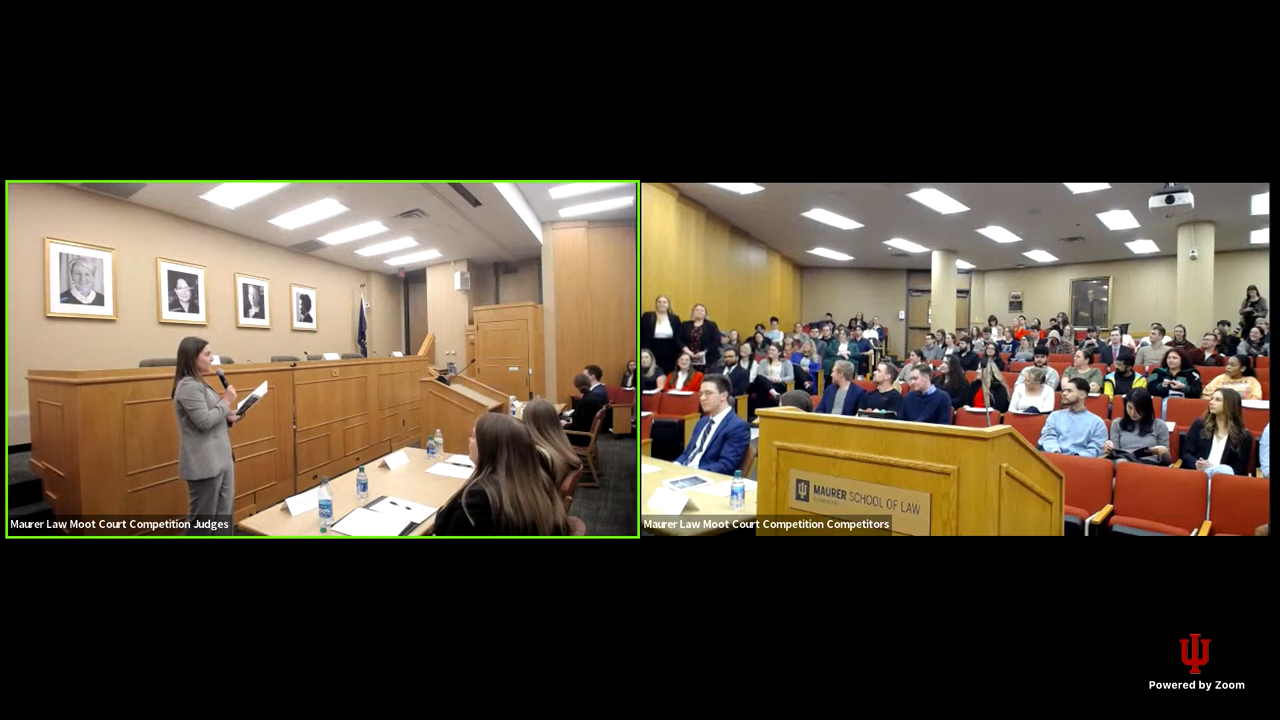 Maurer Law Moot Court Competition Judges
MAURER SCHOOL OF LAW
Maurer Law Moot Court Competition Competitors
Powered by Zoom